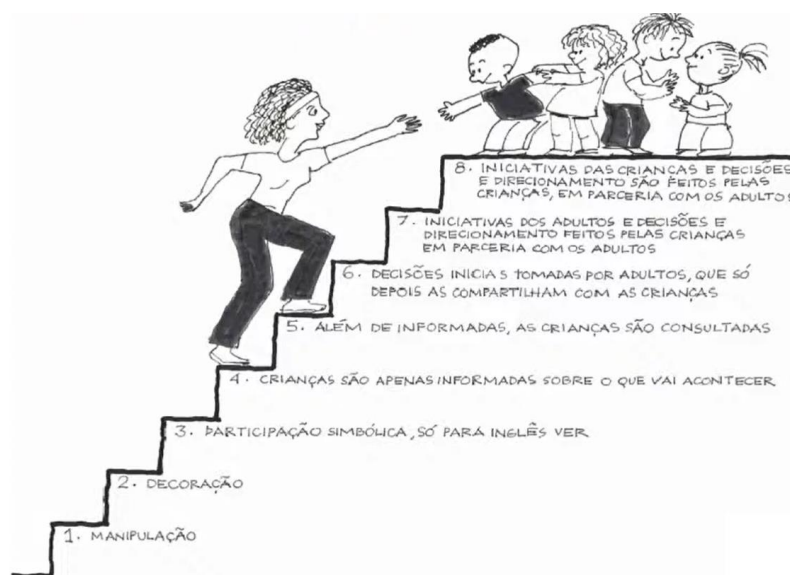 8. INICIATIVAS DAS CRIANÇAS E DECISÕES
E DIRECIONAMENTO SÃO FEITOS PELAS
CRIANÇAS, EM PARCERIA COM OS ADULTOS
7. INICIATIVAS DOS ADULTOS E DECISÕES E
DIRECIONAMENTO FEITOS PELAS CRIANÇAS
EM PARCERIA COM OS ADULTOS
6. DECISÕES INICIAS TOMADAS POR ADULTOS, QUE SÓ
DEPOIS AS COMPARTILHAM COM AS CRIANÇAS
5. ALÉM DE INFORMADAS, AS CRIANÇAS SÃO CONSULTADAS
4. CRIANÇAS SÃO APENAS INFORMADAS SOBRE O QUE VAI ACONTECER
3. PARTICIPAÇÃO SIMBÓLICA, SÓ PARA INGLÊS VER
2. DECORAÇÃO
1. MANIPULAÇÃO